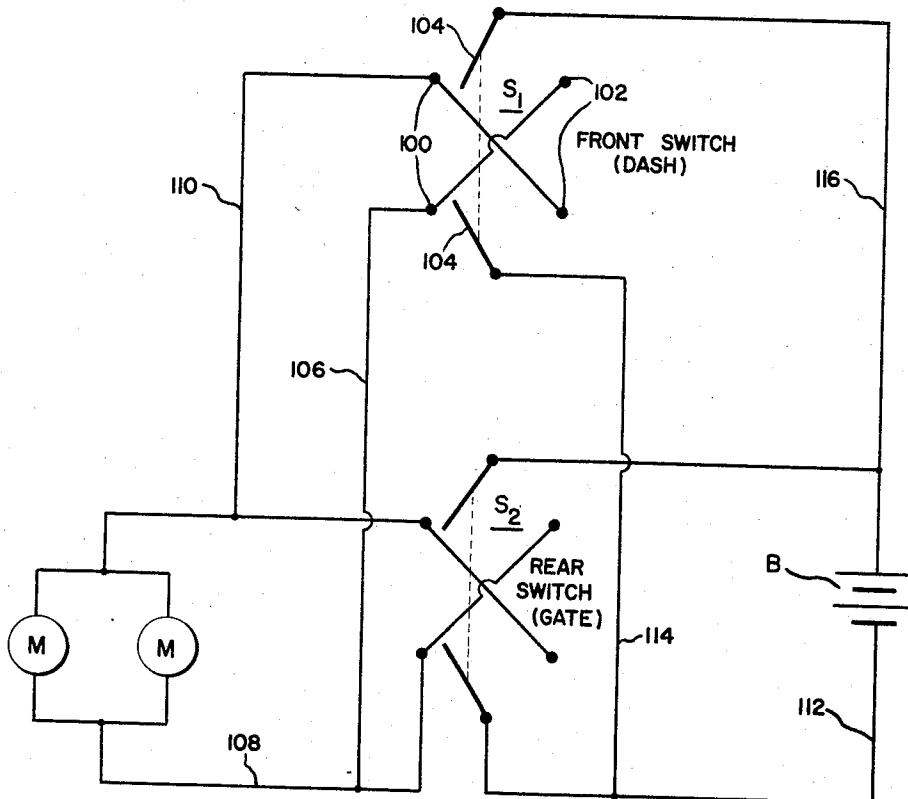 104
S1
102
100
FRONT SWITCH
(DASH)
110
116
104
106
S2
B
REAR
SWITCH
(GATE)
M
M
114
112
108